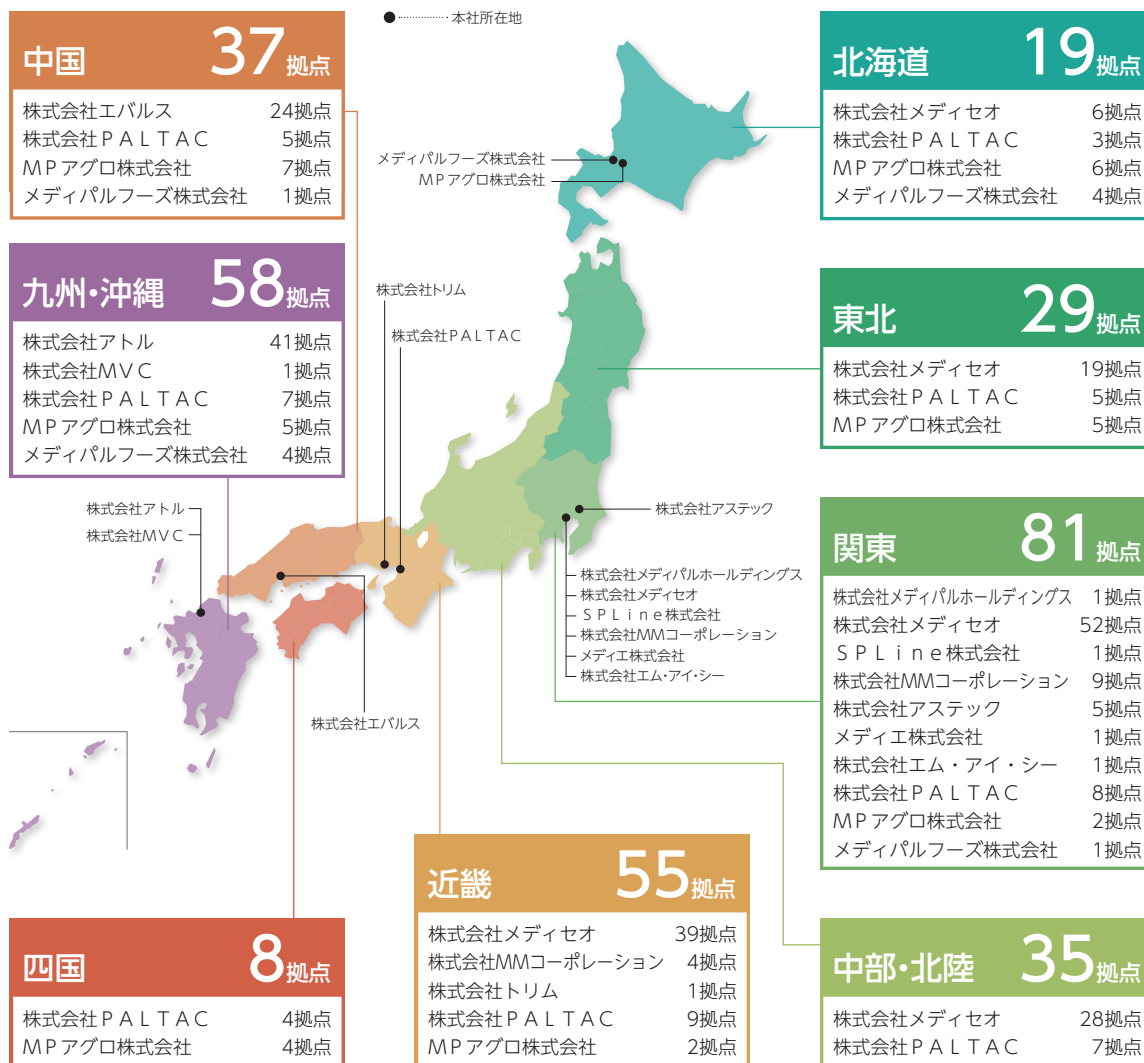 ● 本社所在地
中国 37拠点
株式会社エバルス 24拠点
株式会社PALTAC 5拠点
MPアグロ株式会社 7拠点
メディパルフーズ株式会社 1拠点
北海道 19拠点
株式会社メディセオ 6拠点
株式会社PALTAC 3拠点
MPアグロ株式会社 6拠点
メディパルフーズ株式会社 4拠点
メディパルフーズ株式会社
MPアグロ株式会社
九州・沖縄 58拠点
株式会社アトル 41拠点
株式会社MVC 1拠点
株式会社PALTAC 7拠点
MPアグロ株式会社 5拠点
メディパルフーズ株式会社 4拠点
株式会社トリム
株式会社PALTAC
東北 29拠点
株式会社メディセオ 19拠点
株式会社PALTAC 5拠点
MPアグロ株式会社 5拠点
株式会社アトル
株式会社MVC
株式会社アステック
株式会社メディパルホールディングス
株式会社メディセオ
SPLine株式会社
株式会社MMコーポレーション
メディエ株式会社
株式会社エム・アイ・シー
株式会社エバルス
関東 81拠点
株式会社メディパルホールディングス 1拠点
株式会社メディセオ 52拠点
SPLine株式会社 1拠点
株式会社MMコーポレーション 9拠点
株式会社アステック 5拠点
メディエ株式会社 1拠点
株式会社エム・アイ・シー 1拠点
株式会社PALTAC 8拠点
MPアグロ株式会社 2拠点
メディパルフーズ株式会社 1拠点
四国 8拠点
株式会社PALTAC 4拠点
MPアグロ株式会社 4拠点
近畿 55拠点
株式会社メディセオ 39拠点
株式会社MMコーポレーション 4拠点
株式会社トリム 1拠点
株式会社PALTAC 9拠点
MPアグロ株式会社 2拠点
中部・北陸 35拠点
株式会社メディセオ 28拠点
株式会社PALTAC 7拠点